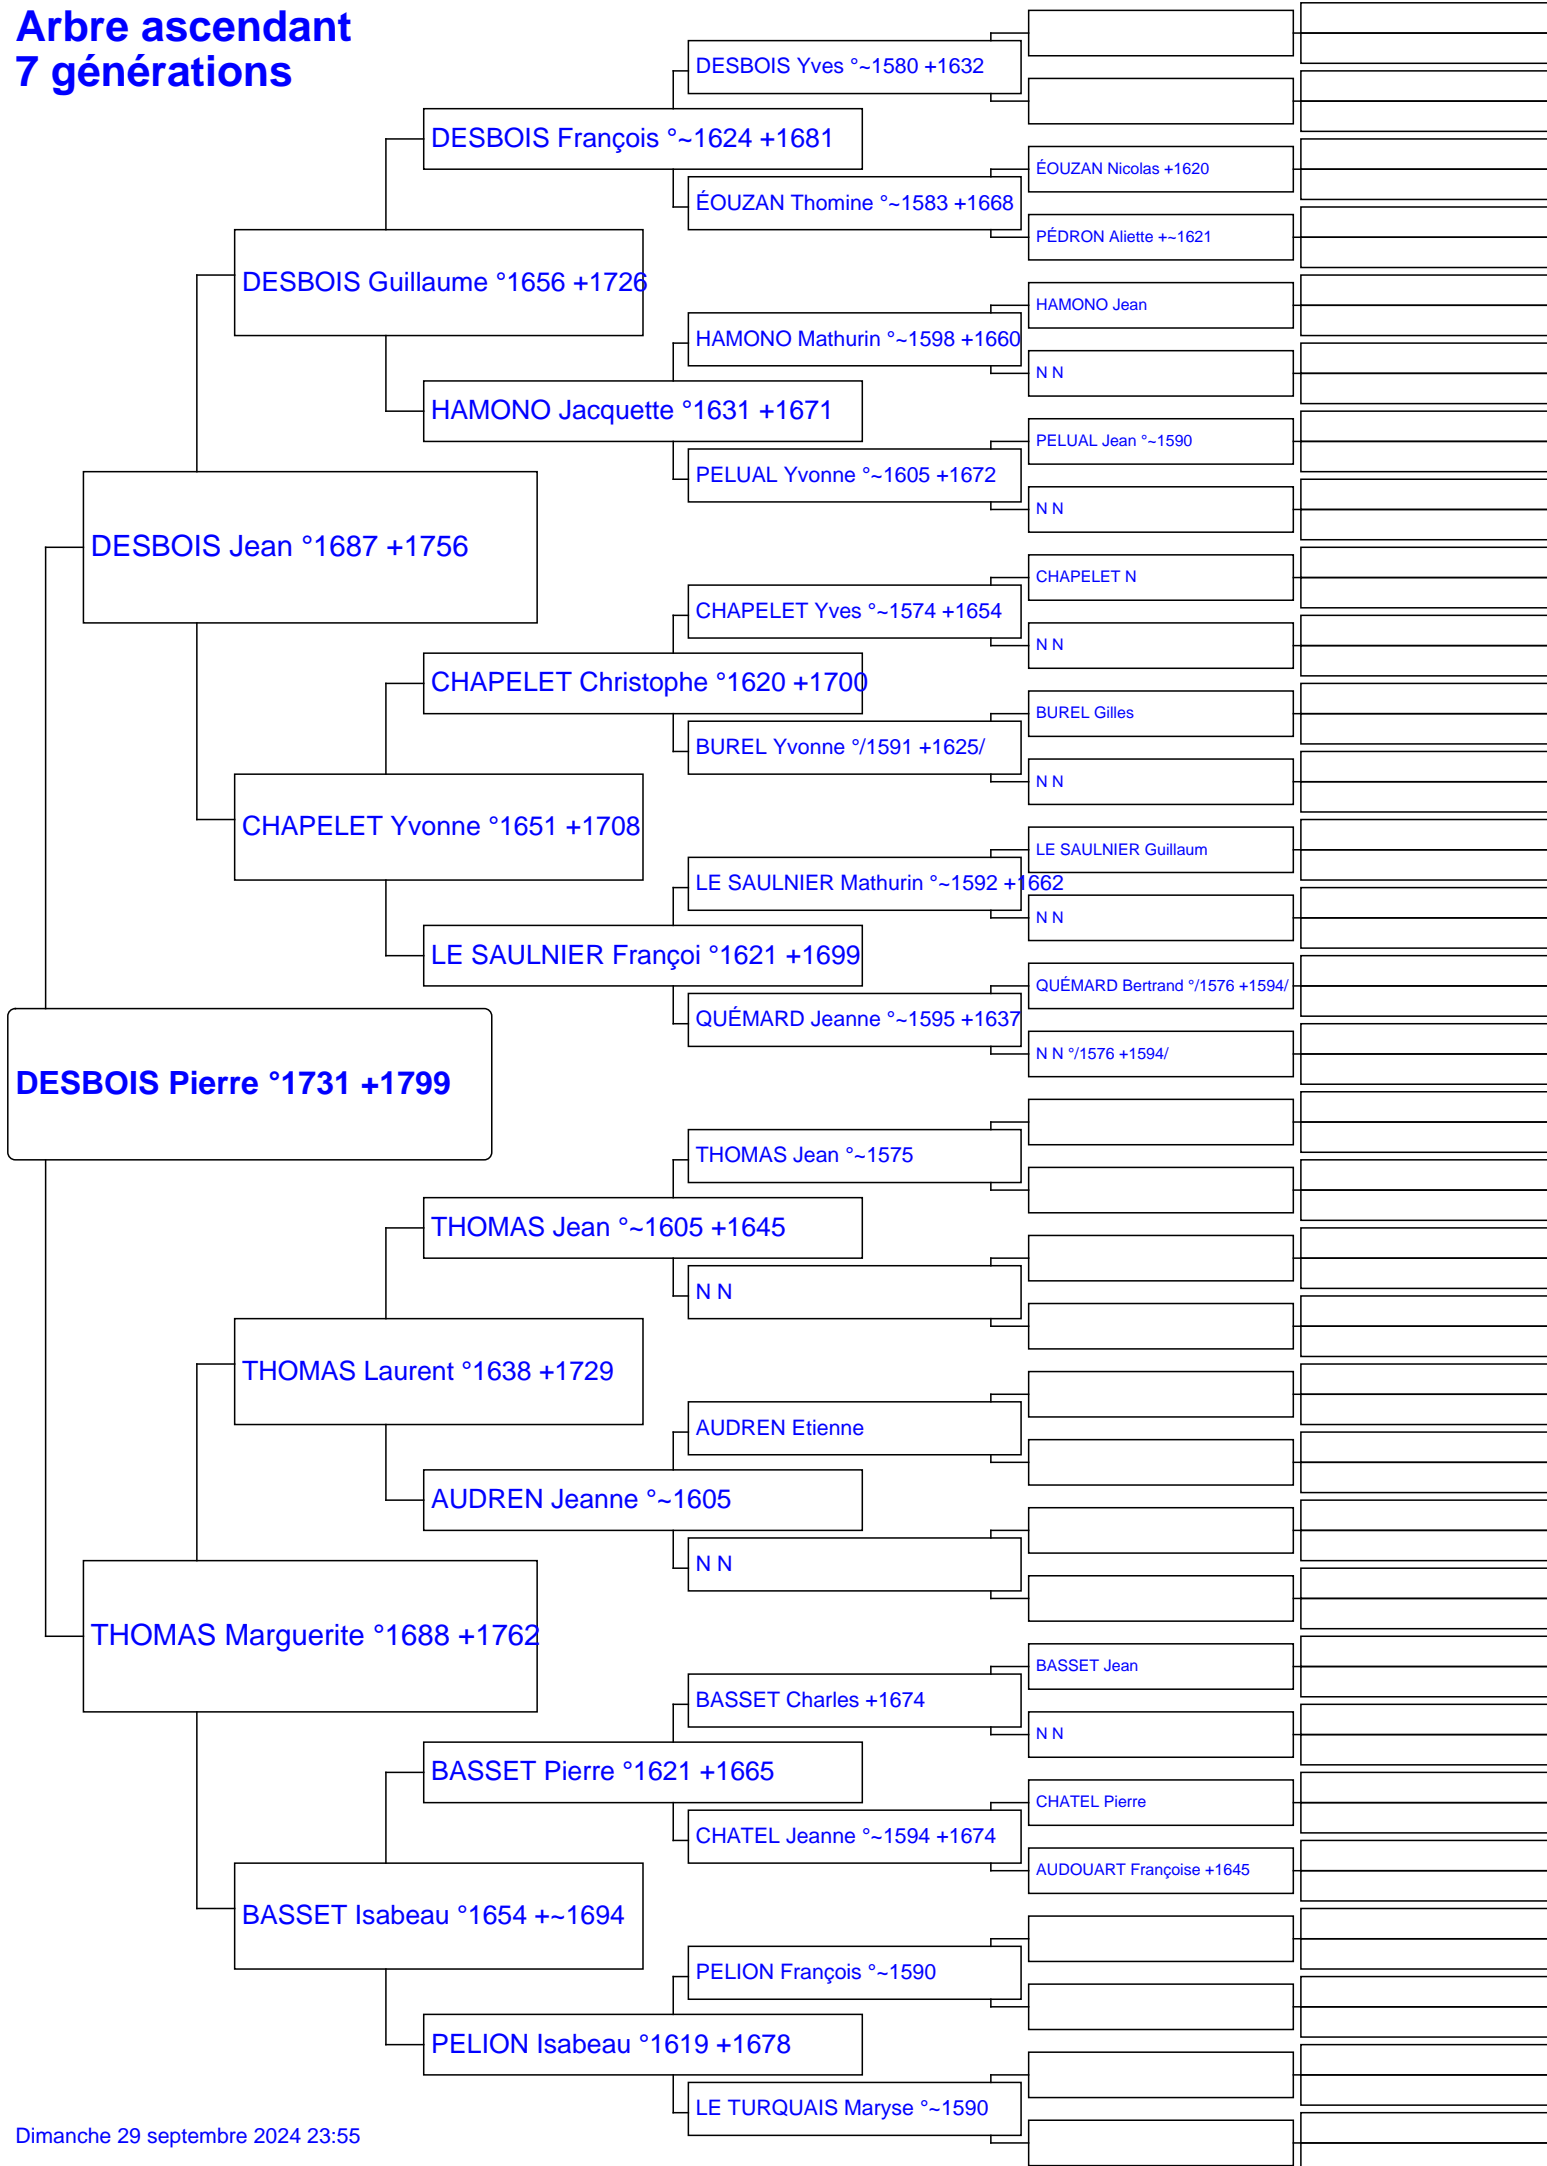 Arbre ascendant
7 générations
DESBOIS Yves °~1580 +1632
DESBOIS François °~1624 +1681
ÉOUZAN Nicolas +1620
ÉOUZAN Thomine °~1583 +1668
PÉDRON Aliette +~1621
DESBOIS Guillaume °1656 +1726
HAMONO Jean
HAMONO Mathurin °~1598 +1660
N N
HAMONO Jacquette °1631 +1671
PELUAL Jean °~1590
PELUAL Yvonne °~1605 +1672
N N
DESBOIS Jean °1687 +1756
CHAPELET N
CHAPELET Yves °~1574 +1654
N N
CHAPELET Christophe °1620 +1700
BUREL Gilles
BUREL Yvonne °/1591 +1625/
N N
CHAPELET Yvonne °1651 +1708
LE SAULNIER Guillaum
LE SAULNIER Mathurin °~1592 +1662
N N
LE SAULNIER Françoi °1621 +1699
QUÉMARD Bertrand °/1576 +1594/
QUÉMARD Jeanne °~1595 +1637
N N °/1576 +1594/
DESBOIS Pierre °1731 +1799
THOMAS Jean °~1575
THOMAS Jean °~1605 +1645
N N
THOMAS Laurent °1638 +1729
AUDREN Etienne
AUDREN Jeanne °~1605
N N
THOMAS Marguerite °1688 +1762
BASSET Jean
BASSET Charles +1674
N N
BASSET Pierre °1621 +1665
CHATEL Pierre
CHATEL Jeanne °~1594 +1674
AUDOUART Françoise +1645
BASSET Isabeau °1654 +~1694
PELION François °~1590
PELION Isabeau °1619 +1678
LE TURQUAIS Maryse °~1590
Dimanche 29 septembre 2024 23:55